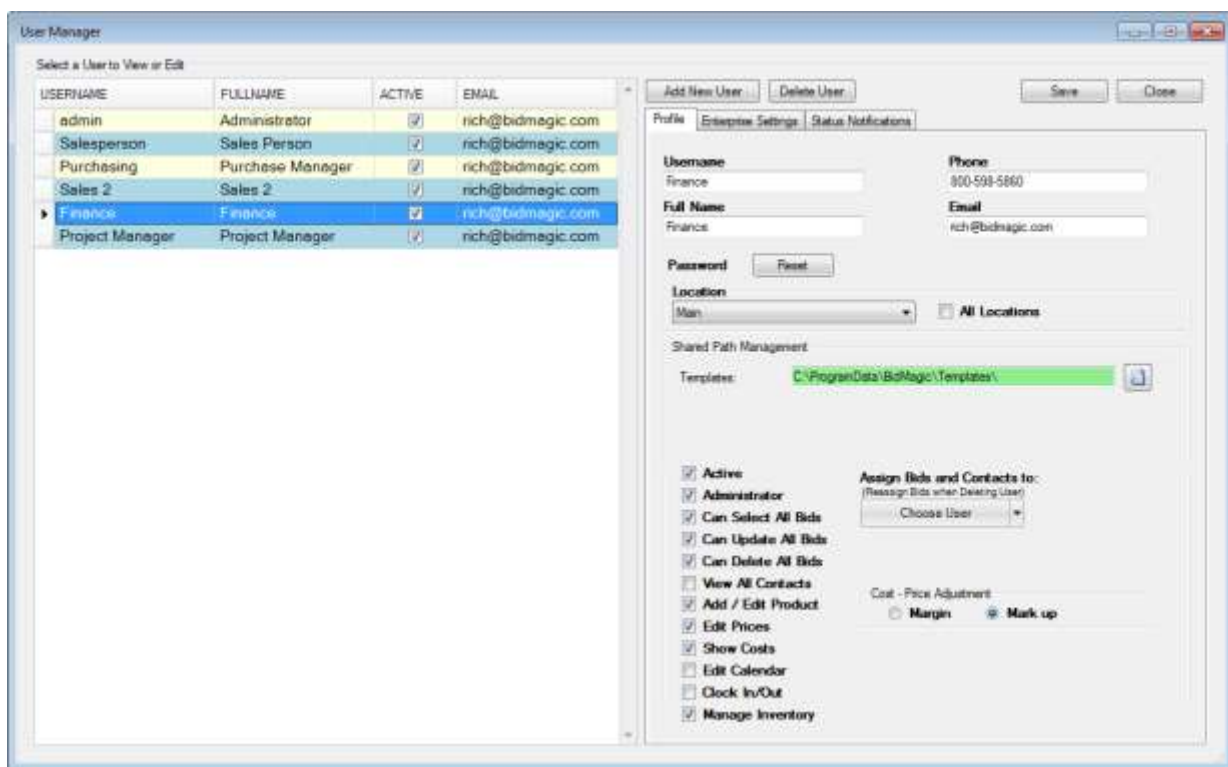 User Manager
Select a User to View or Edit
USERNAME FULLNAME ACTIVE EMAIL
admin Administrator rich@bidmagic.com
Salesperson Sales Person rich@bidmagic.com
Purchasing Purchase Manager rich@bidmagic.com
Sales 2 Sales 2 rich@bidmagic.com
Finance Finance rich@bidmagic.com
Project Manager Project Manager rich@bidmagic.com
Add New User Delete User Save Close
Profile Enterprise Settings Status Notifications
Username Phone
Finance 800-598-5860
Full Name Email
Finance rich@bidmagic.com
Password Reset
Location
Main All Locations
Shared Path Management
Templates: C:\ProgramData\BidMagic\Templates\
Active
Administrator
Can Select All Bids
Can Update All Bids
Can Delete All Bids
View All Contacts
Add / Edit Product
Edit Prices
Show Costs
Edit Calendar
Clock In/Out
Manage Inventory
Assign Bids and Contacts to:
(Reassign Bids when Deleting User)
Choose User
Cost - Price Adjustment
Margin Mark up